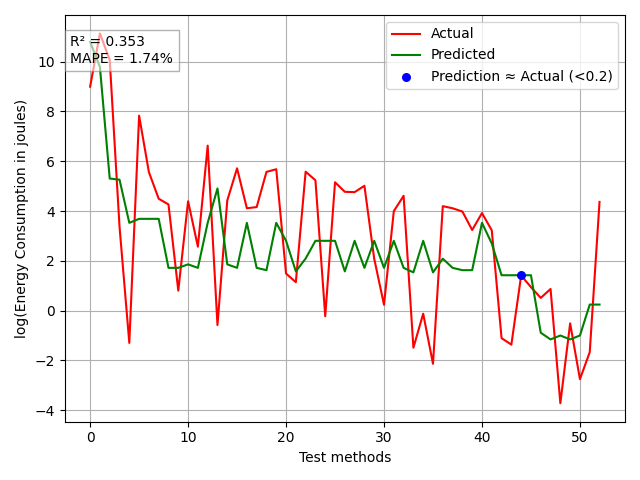 R² = 0.353
MAPE = 1.74%
Actual
Predicted
Prediction ≈ Actual (<0.2)
log(Energy Consumption in joules)
10
8
6
4
2
0
−2
−4
0
10
20
30
40
50
Test methods